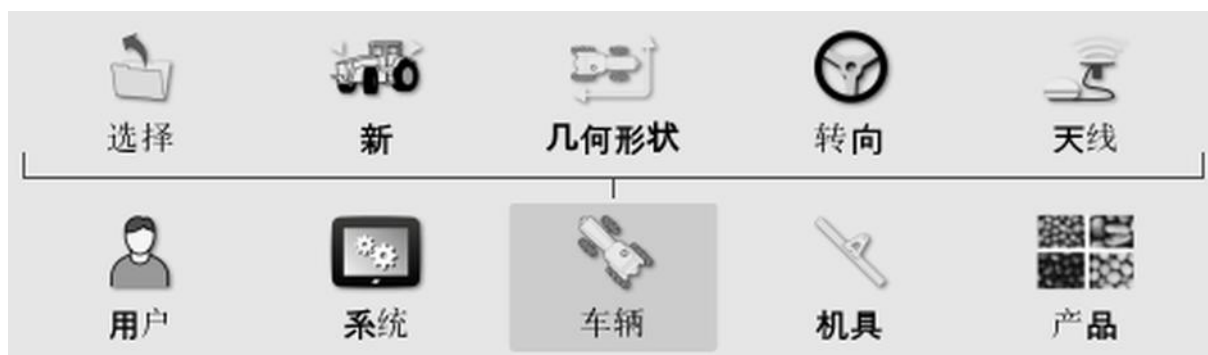 选择 新 几何形状 转向 天线
用户 系统 车辆 机具 产品